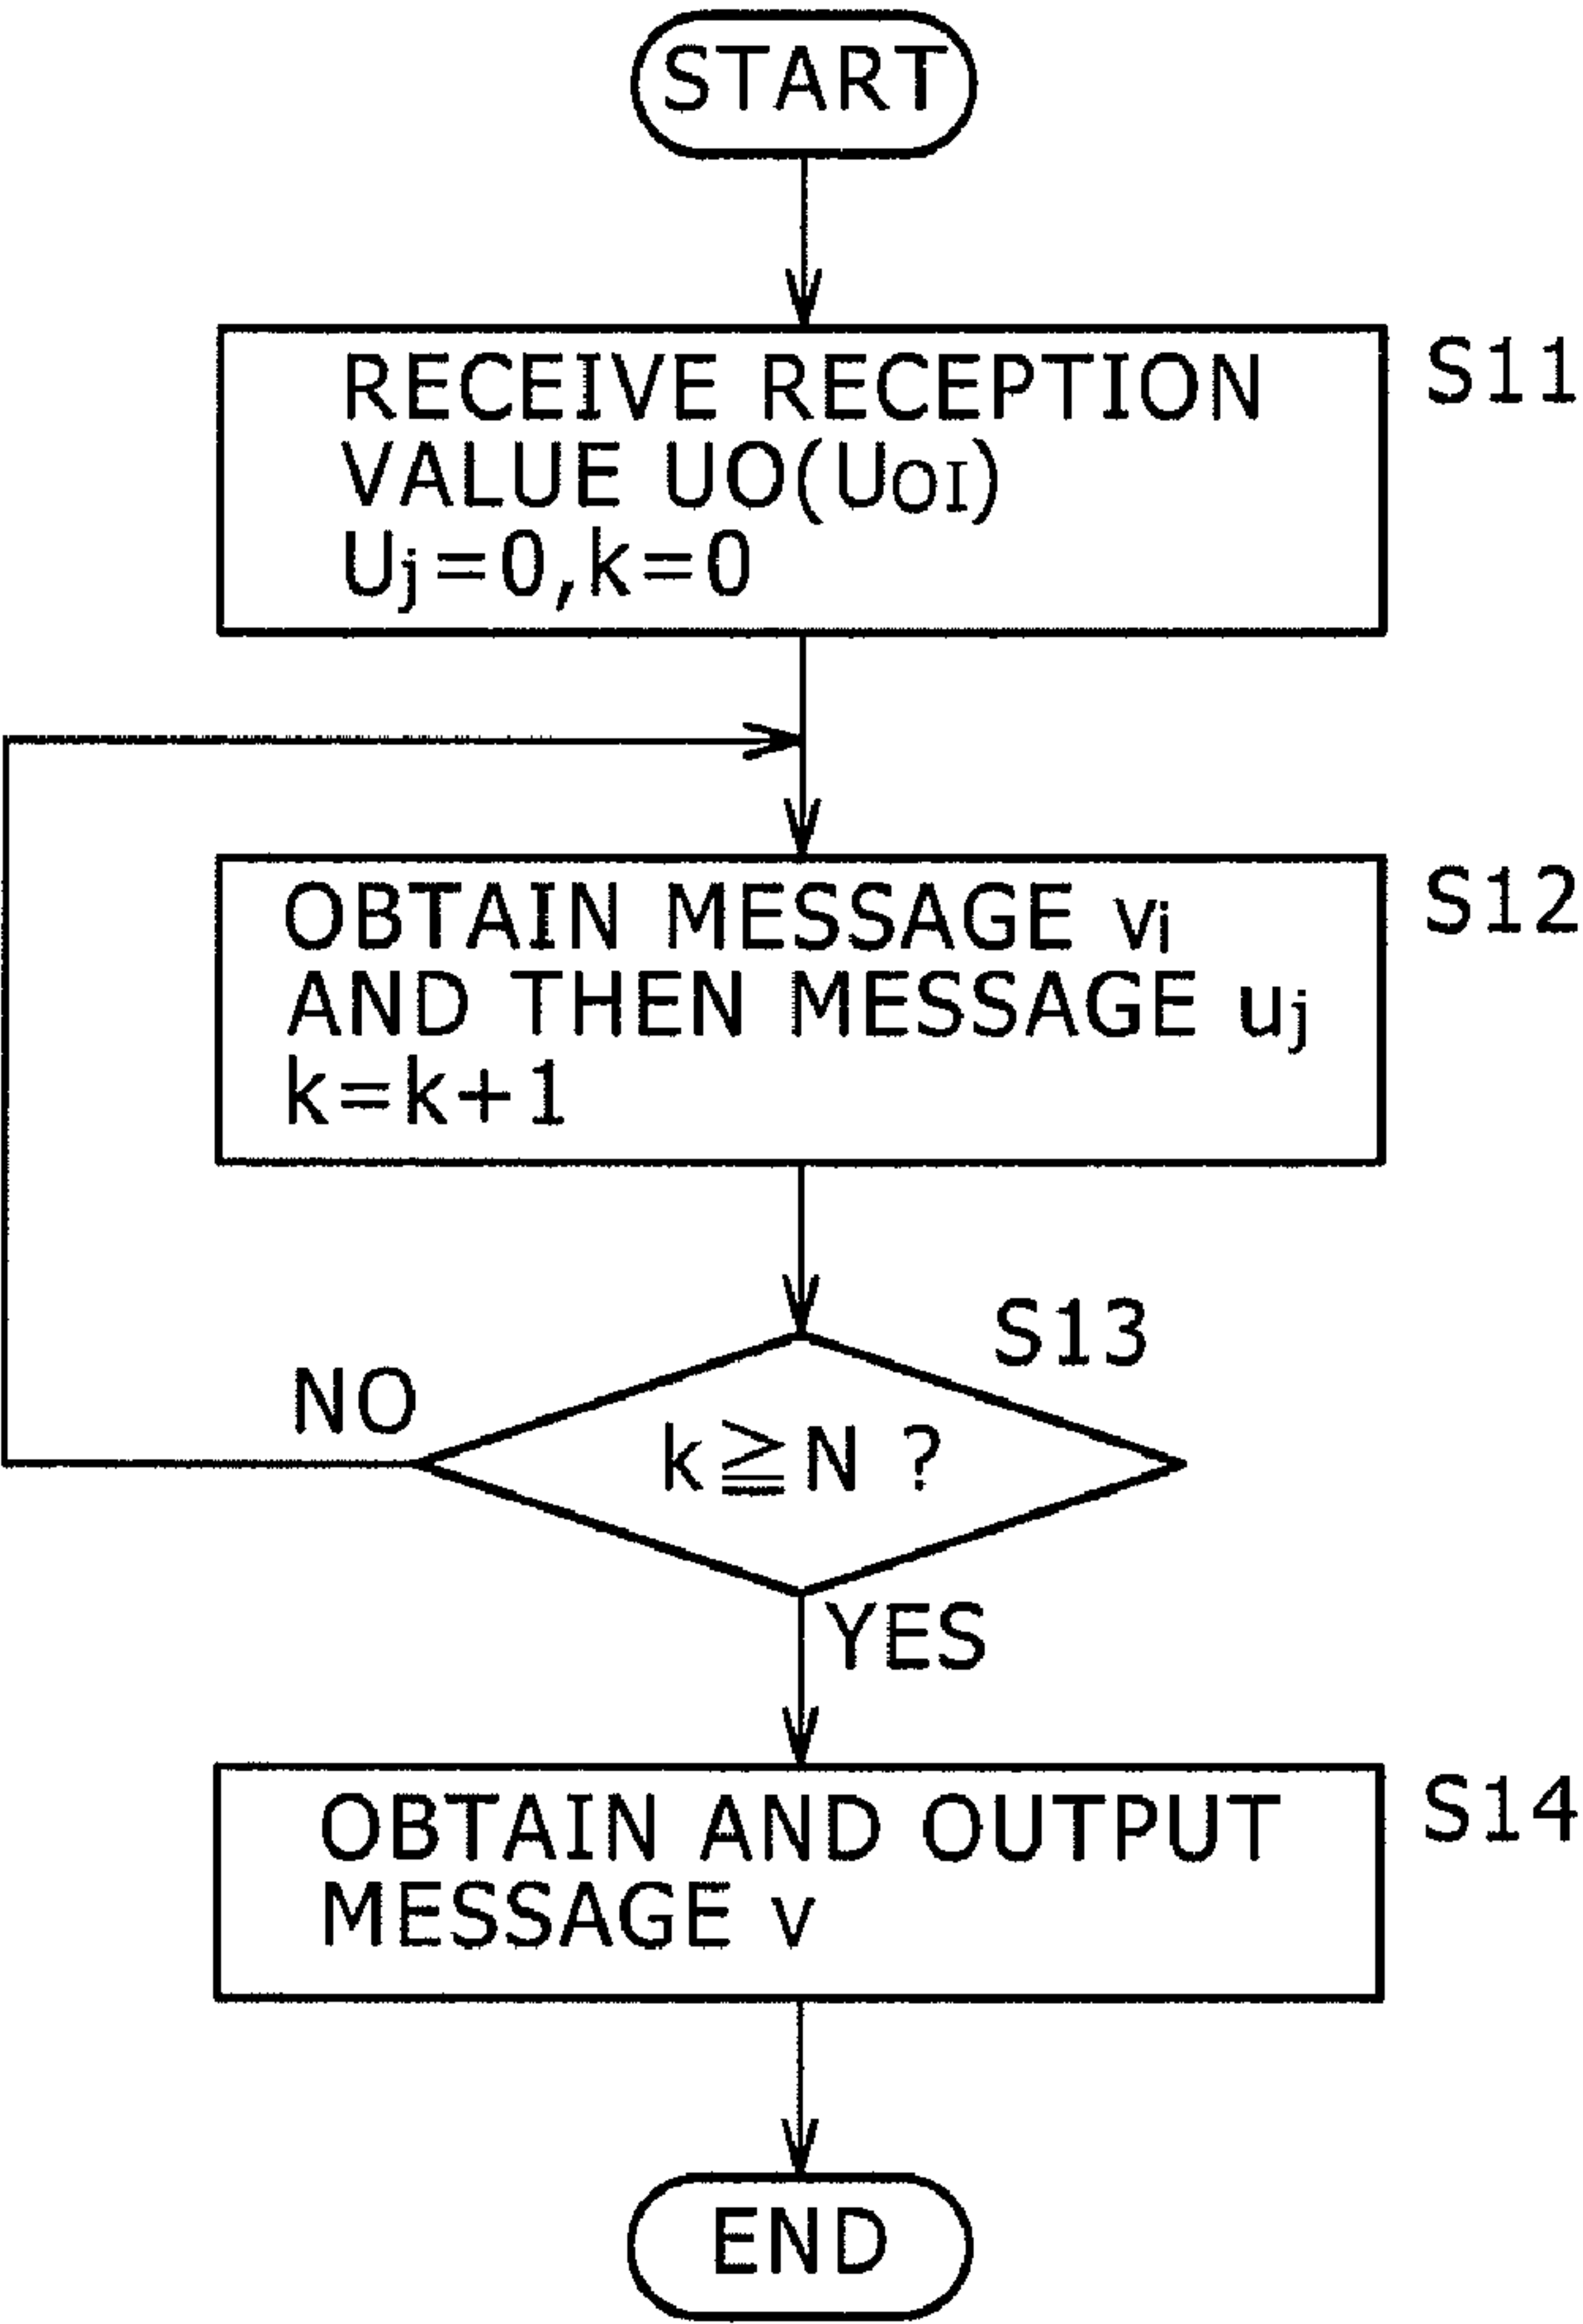 START
RECEIVE RECEPTION
VALUE UO(UOI)
Uj=0,k=0
S11
OBTAIN MESSAGE vi
AND THEN MESSAGE uj
k=k+1
S12
S13
k≧N ?
NO
YES
OBTAIN AND OUTPUT
MESSAGE v
S14
END